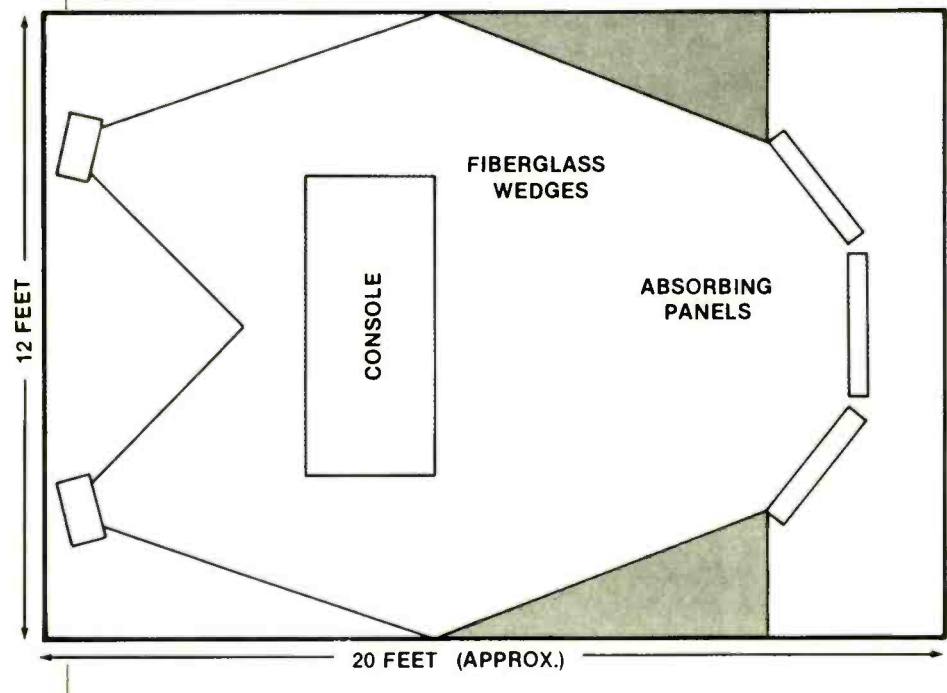 FIBERGLASS
WEDGES
ABSORBING
PANELS
CONSOLE
12 FEET
20 FEET (APPROX.)